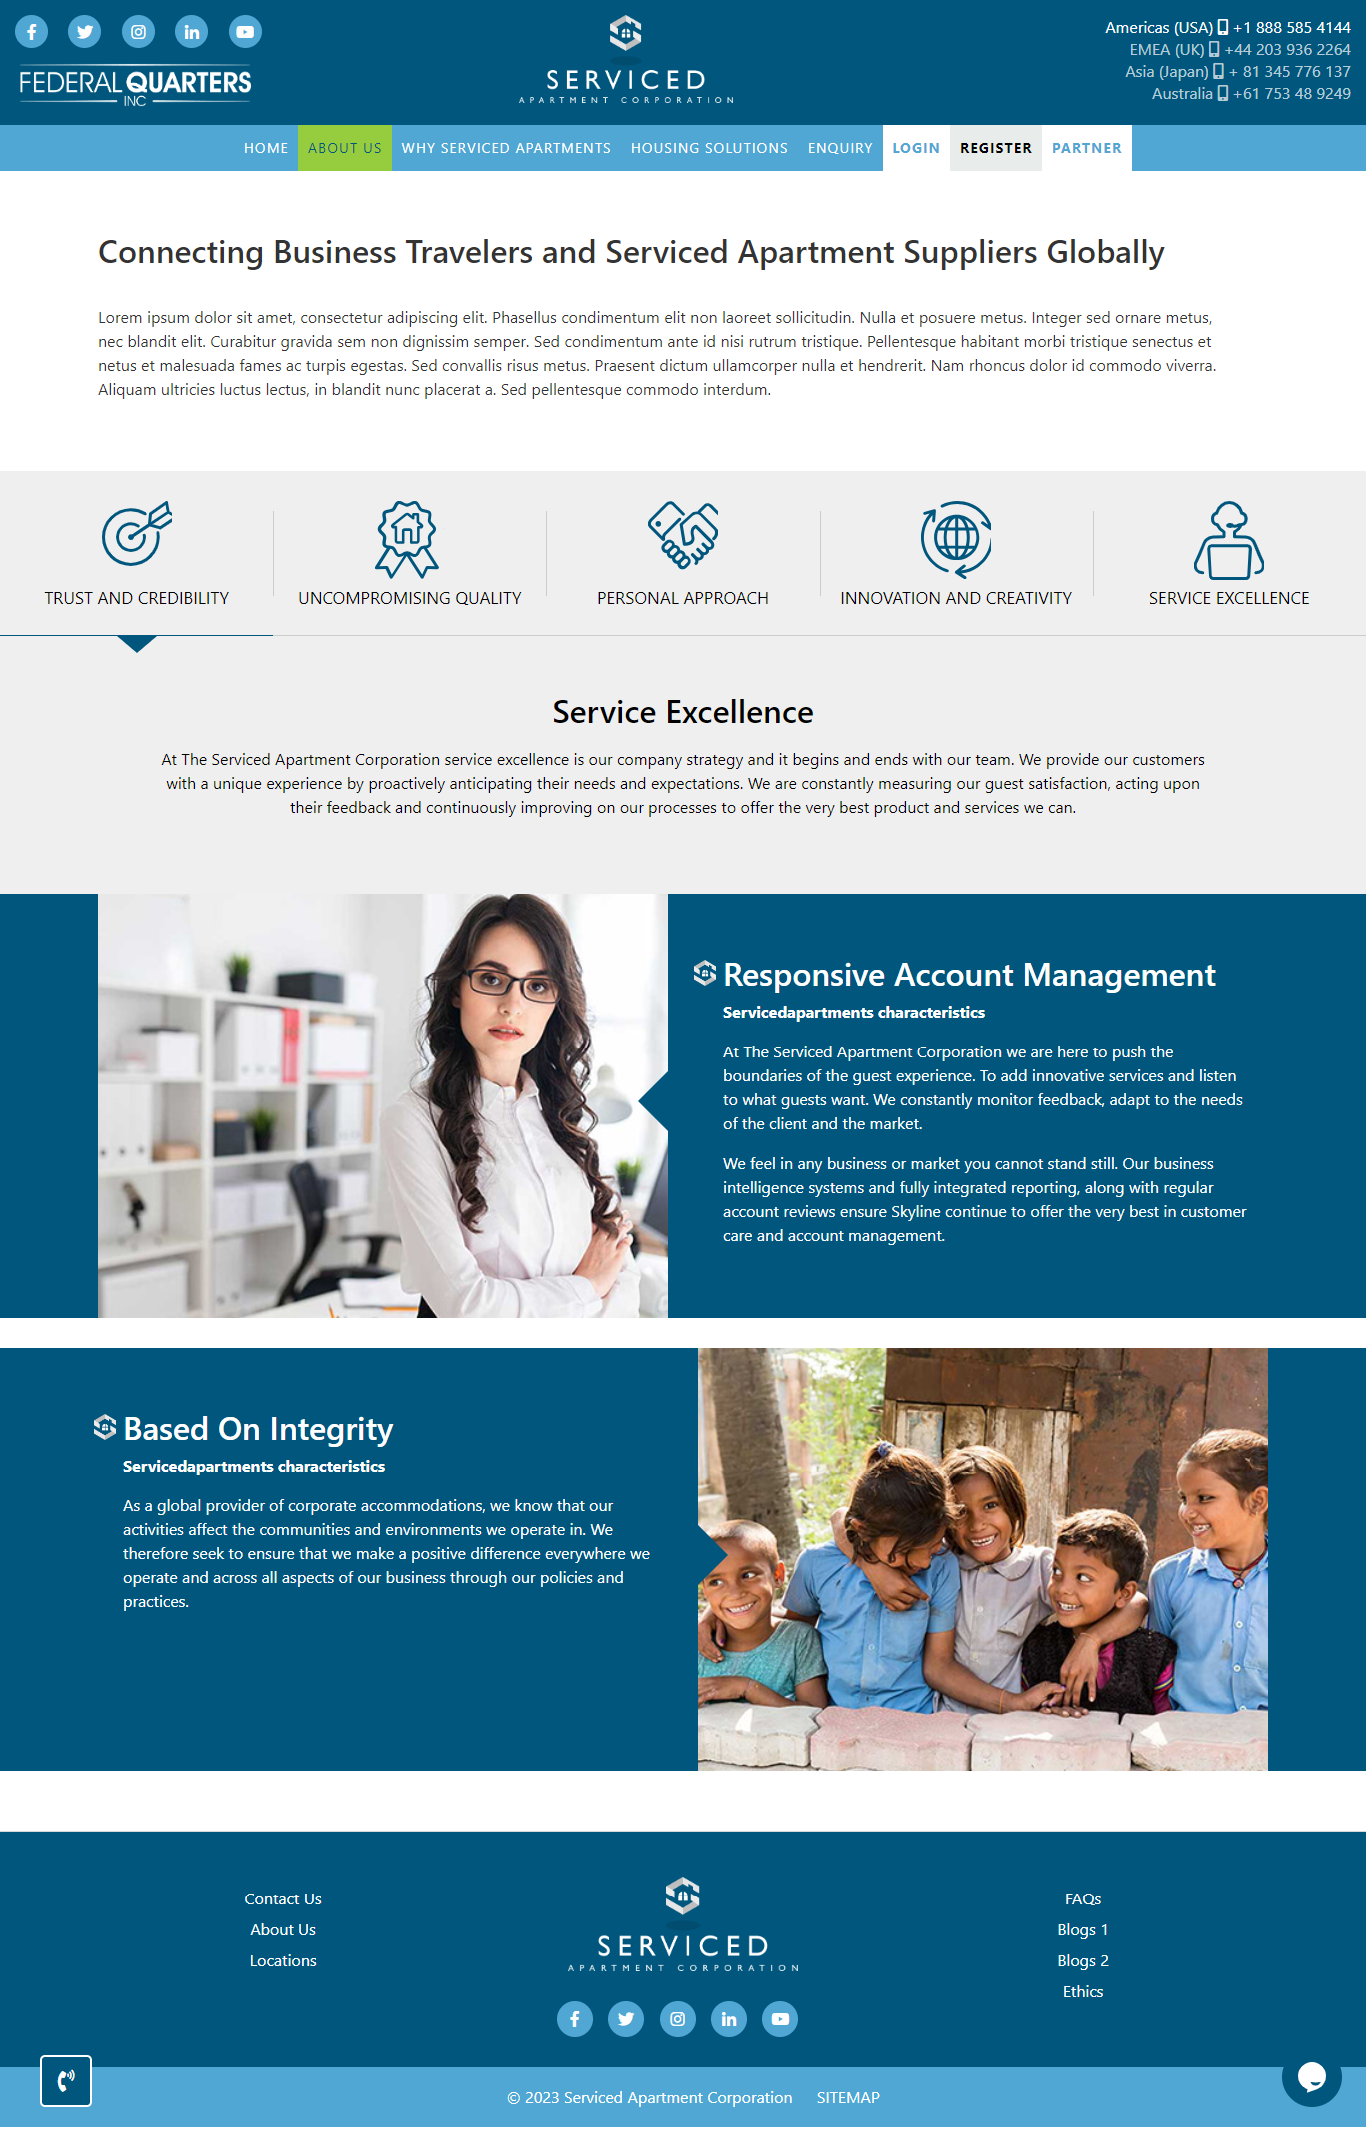 FEDERAL QUARTERS
INC
SERVICED
APARTMENT CORPORATION
Americas (USA) +1 888 585 4144
EMEA (UK) +44 203 936 2264
Asia (Japan) + 81 345 776 137
Australia +61 753 48 9249
HOME ABOUT US WHY SERVICED APARTMENTS HOUSING SOLUTIONS ENQUIRY LOGIN REGISTER PARTNER
Connecting Business Travelers and Serviced Apartment Suppliers Globally
Lorem ipsum dolor sit amet, consectetur adipiscing elit. Phasellus condimentum elit non laoreet sollicitudin. Nulla et posuere metus. Integer sed ornare metus,
nec blandit elit. Curabitur gravida sem non dignissim semper. Sed condimentum ante id nisi rutrum tristique. Pellentesque habitant morbi tristique senectus et
netus et malesuada fames ac turpis egestas. Sed convallis risus metus. Praesent dictum ullamcorper nulla et hendrerit. Nam rhoncus dolor id commodo viverra.
Aliquam ultricies luctus lectus, in blandit nunc placerat a. Sed pellentesque commodo interdum.
TRUST AND CREDIBILITY
UNCOMPROMISING QUALITY
PERSONAL APPROACH
INNOVATION AND CREATIVITY
SERVICE EXCELLENCE
Service Excellence
At The Serviced Apartment Corporation service excellence is our company strategy and it begins and ends with our team. We provide our customers
with a unique experience by proactively anticipating their needs and expectations. We are constantly measuring our guest satisfaction, acting upon
their feedback and continuously improving on our processes to offer the very best product and services we can.
Responsive Account Management
Servicedapartments characteristics
At The Serviced Apartment Corporation we are here to push the
boundaries of the guest experience. To add innovative services and listen
to what guests want. We constantly monitor feedback, adapt to the needs
of the client and the market.
We feel in any business or market you cannot stand still. Our business
intelligence systems and fully integrated reporting, along with regular
account reviews ensure Skyline continue to offer the very best in customer
care and account management.
Based On Integrity
Servicedapartments characteristics
As a global provider of corporate accommodations, we know that our
activities affect the communities and environments we operate in. We
therefore seek to ensure that we make a positive difference everywhere we
operate and across all aspects of our business through our policies and
practices.
Contact Us
About Us
Locations
SERVICED
APARTMENT CORPORATION
FAQs
Blogs 1
Blogs 2
Ethics
© 2023 Serviced Apartment Corporation SITEMAP